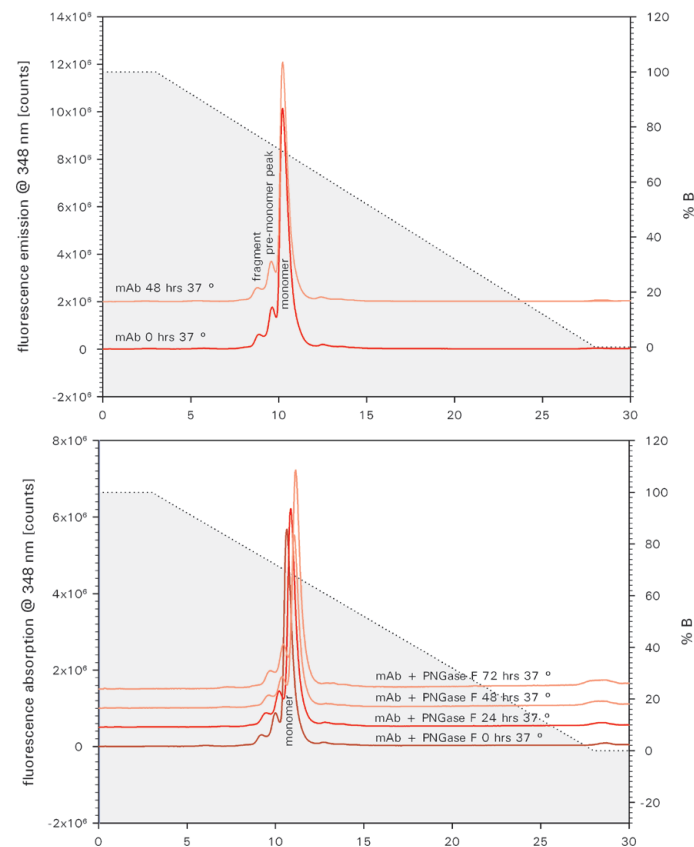 14x10⁶
12x10⁶
10x10⁶
8x10⁶
6x10⁶
4x10⁶
2x10⁶
0
-2x10⁶
fluorescence emission @ 348 nm [counts]
120
100
80
60
40
20
0
% B
fragment
pre-monomer peak
monomer
mAb 48 hrs 37 °
mAb 0 hrs 37 °
0 5 10 15 20 25 30
8x10⁶
6x10⁶
4x10⁶
2x10⁶
0
-2x10⁶
fluorescence absorption @ 348 nm [counts]
120
100
80
60
40
20
0
-20
% B
mAb + PNGase F 72 hrs 37 °
mAb + PNGase F 48 hrs 37 °
mAb + PNGase F 24 hrs 37 °
mAb + PNGase F 0 hrs 37 °
monomer
0 5 10 15 20 25 30